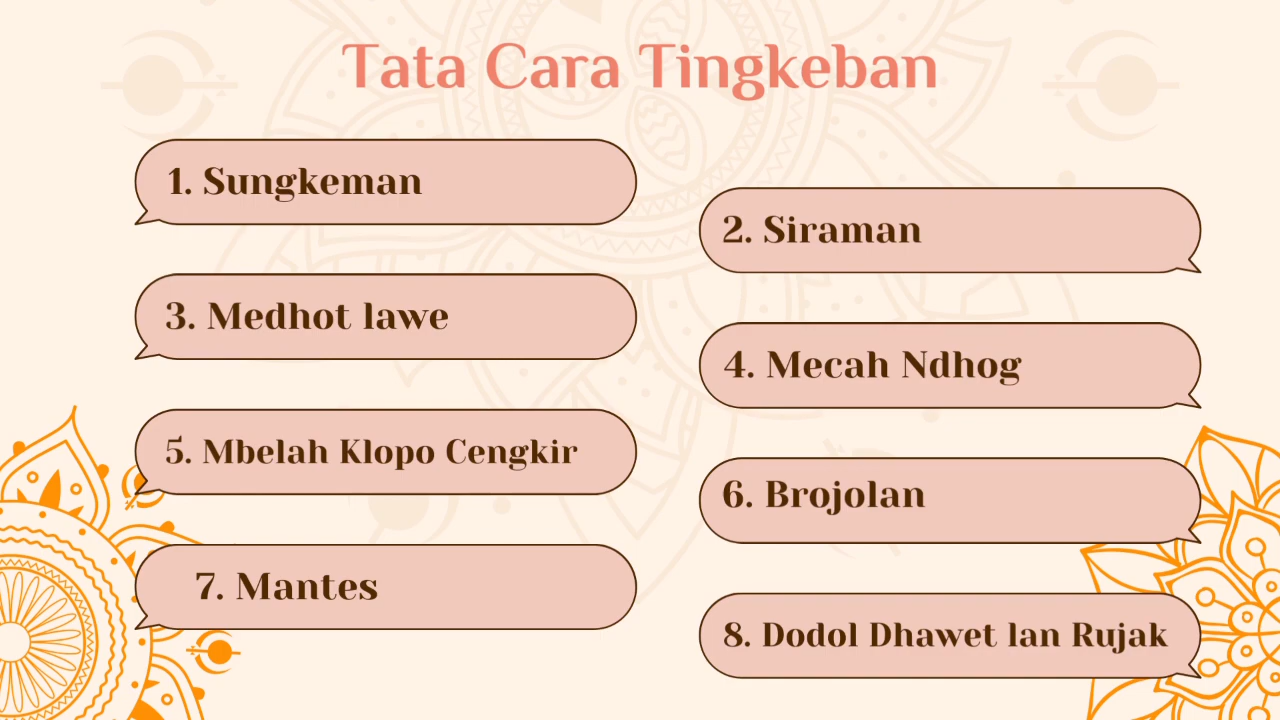 Tata Cara Tingkeban
1. Sungkeman
2. Siraman
3. Medhot lawe
4. Mecah Ndhog
5. Mbelah Klopo Cengkir
6. Brojolan
7. Mantes
8. Dodol Dhawet lan Rujak